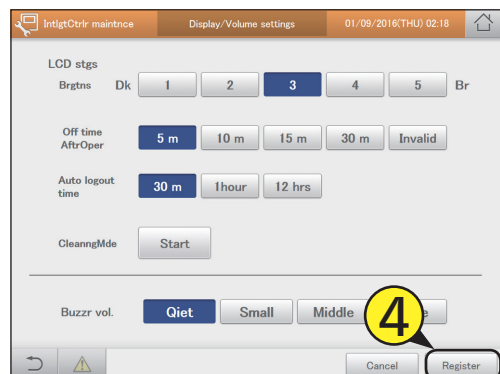 IntlgtCtrlr maintnce Display/Volume settings 01/09/2016(THU) 02:18
LCD stgs
Brgtns Dk 1 2 3 4 5 Br
Off time
AftrOper
5 m 10 m 15 m 30 m Invalid
Auto logout
time
30 m 1hour 12 hrs
CleanngMde Start
Buzzr vol. Qiet Small Middle
4
Cancel Register